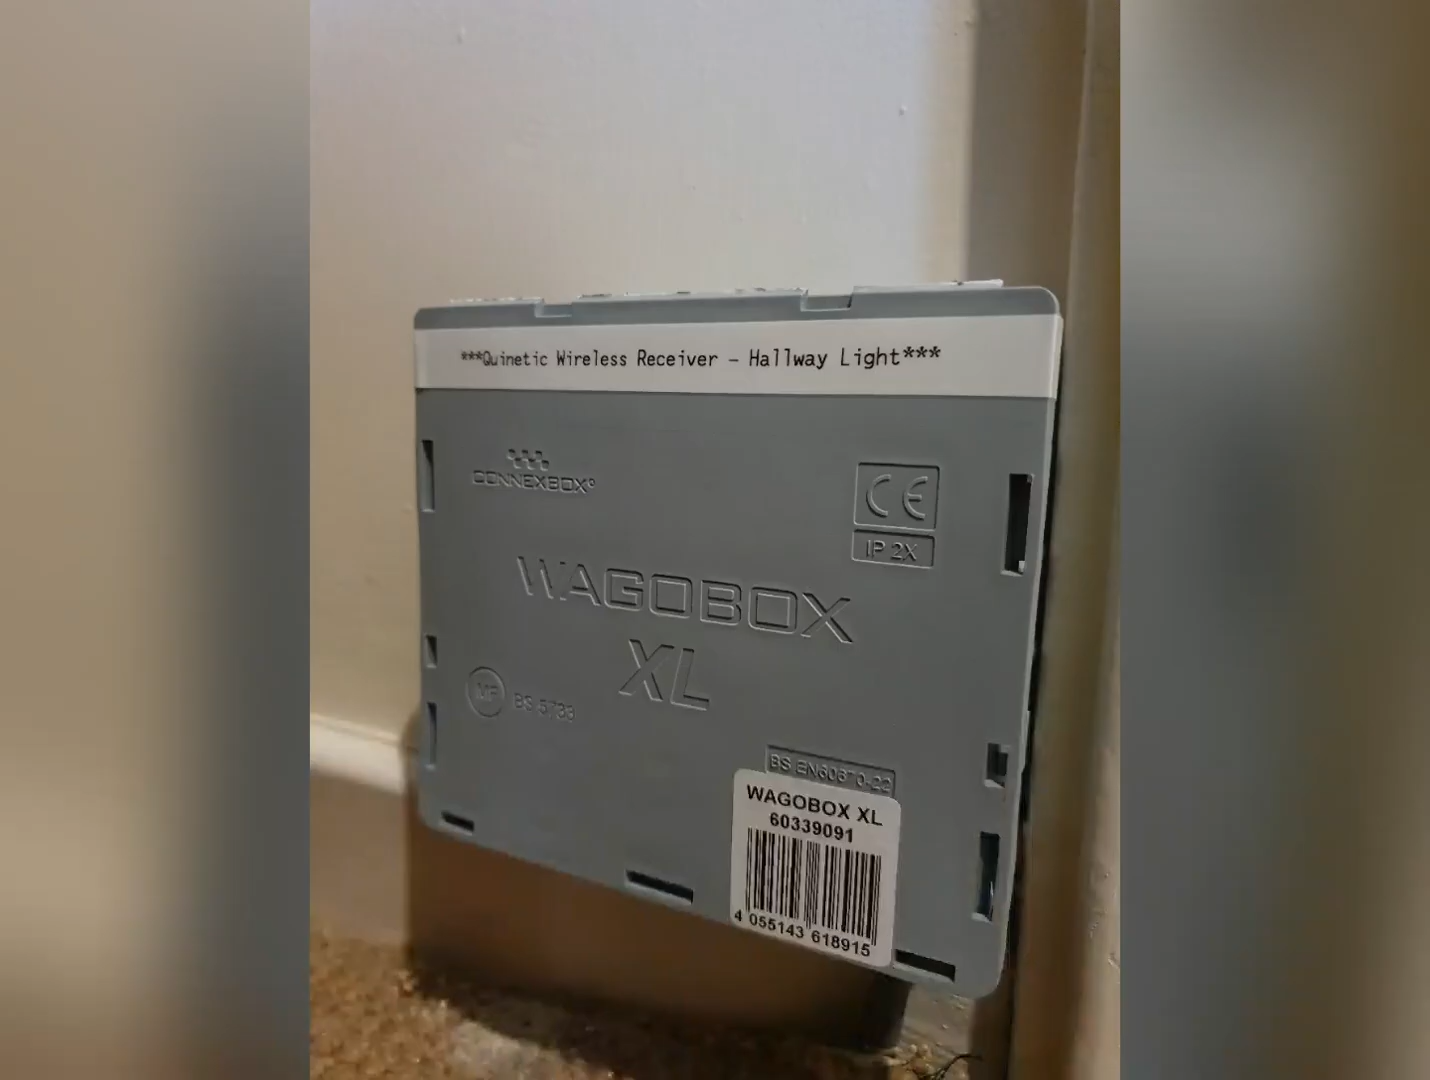 ***Quinetic Wireless Receiver - Hallway Light***
CONNEXBOX
CE
IP 2X
WAGOBOX
XL
MF
BS 5733
BS EN60670-22
WAGOBOX XL
60339091
4 055143 618915